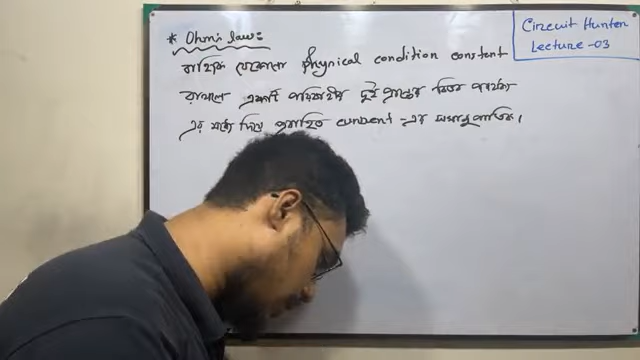 * Ohm's law:
Circuit Hunter
Lecture -03
বাহ্যিক যেকোনো physical condition constant
রাখলে একটি পরিবাহীর দুই প্রান্তের বিভব পার্থক্য
এর মধ্যে দিয়ে প্রবাহিত current -এর সমানুপাতিক।